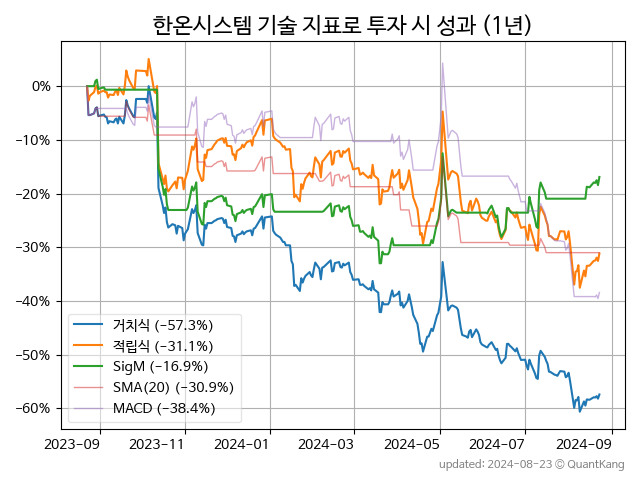 한온시스템 기술 지표로 투자 시 성과 (1년)
0%
−10%
−20%
−30%
−40%
−50%
−60%
거치식 (−57.3%)
적립식 (−31.1%)
SigM (−16.9%)
SMA(20) (−30.9%)
MACD (−38.4%)
2023-09 2023-11 2024-01 2024-03 2024-05 2024-07 2024-09
updated: 2024-08-23 © QuantKang